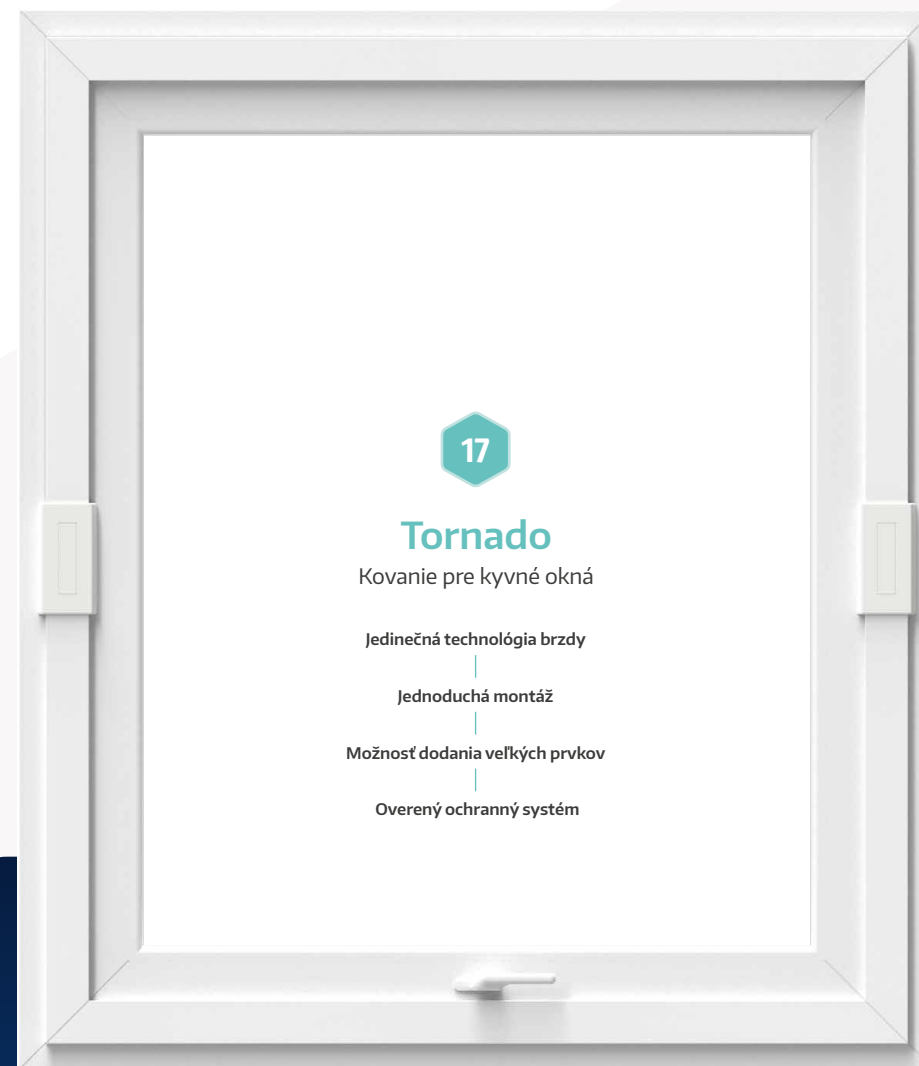 17
Tornado
Kovanie pre kyvné okná
Jedinečná technológia brzdy
Jednoduchá montáž
Možnosť dodania veľkých prvkov
Overený ochranný systém